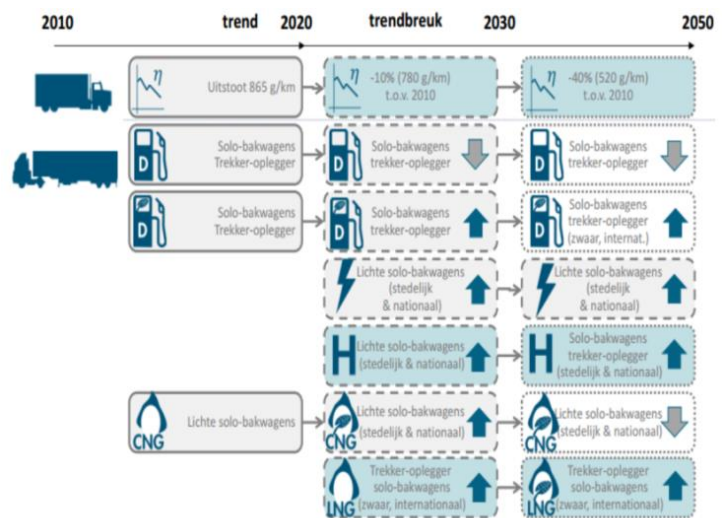 2010 trend 2020 trendbreuk 2030 2050
η Uitstoot 865 g/km
η -10% (780 g/km)
t.o.v. 2010
η -40% (520 g/km)
t.o.v. 2010
D Solo-bakwagens
Trekker-oplegger
D Solo-bakwagens
trekker-oplegger
D Solo-bakwagens
trekker-oplegger
D Solo-bakwagens
Trekker-oplegger
D Solo-bakwagens
trekker-oplegger
D Solo-bakwagens
trekker-oplegger
(zwaar, internat.)
Lichte solo-bakwagens
(stedelijk
& nationaal)
Lichte solo-bakwagens
(stedelijk
& nationaal)
H Lichte solo-bakwagens
(stedelijk & nationaal)
H Solo-bakwagens
trekker-oplegger
(stedelijk & nationaal)
CNG Lichte solo-bakwagens
CNG Lichte solo-bakwagens
(stedelijk & nationaal)
CNG Lichte solo-bakwagens
(stedelijk & nationaal)
LNG Trekker-oplegger
solo-bakwagens
(zwaar, internationaal)
LNG Trekker-oplegger
solo-bakwagens
(zwaar, internationaal)